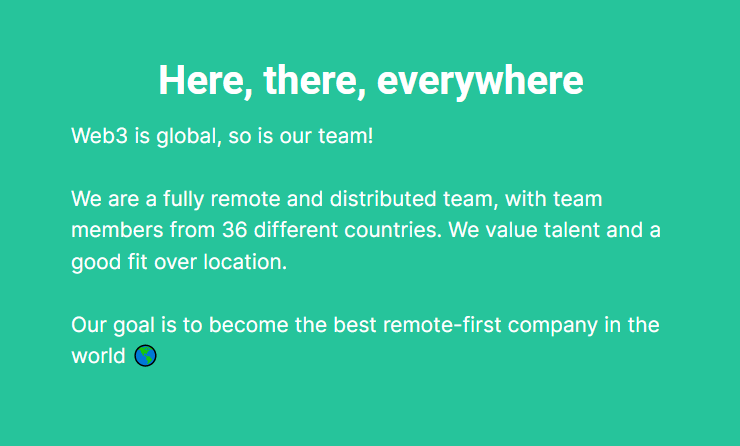 Here, there, everywhere
Web3 is global, so is our team!
We are a fully remote and distributed team, with team
members from 36 different countries. We value talent and a
good fit over location.
Our goal is to become the best remote-first company in the
world 🌎